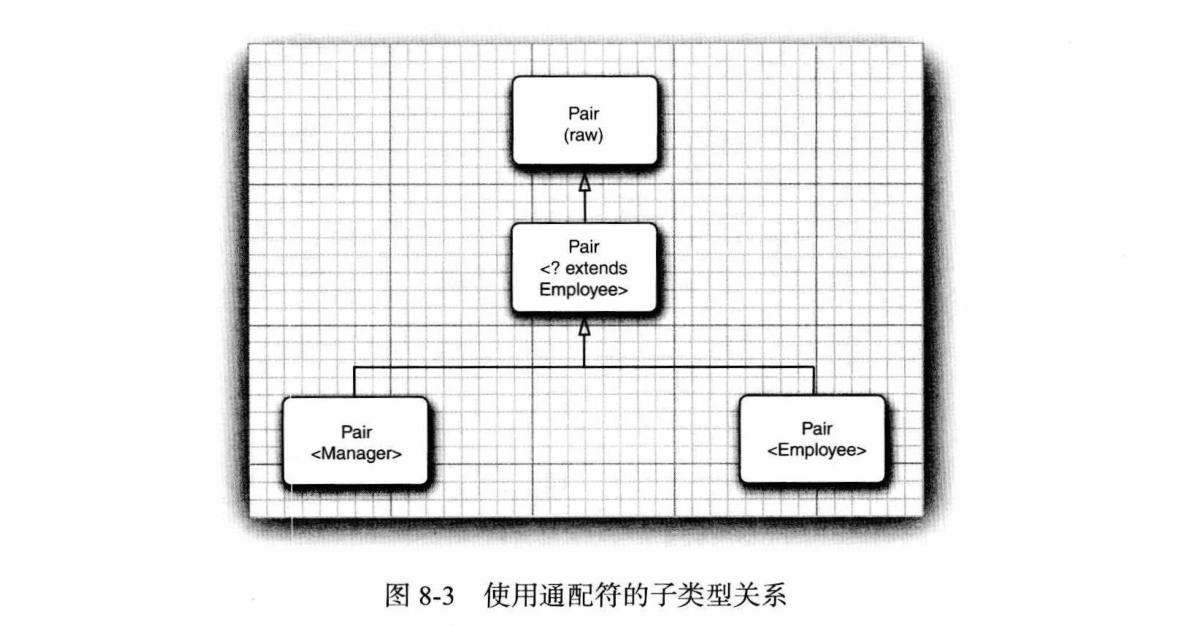 Pair
(raw)
Pair
<? extends
Employee>
Pair
<Manager>
Pair
<Employee>
图 8-3 使用通配符的子类型关系